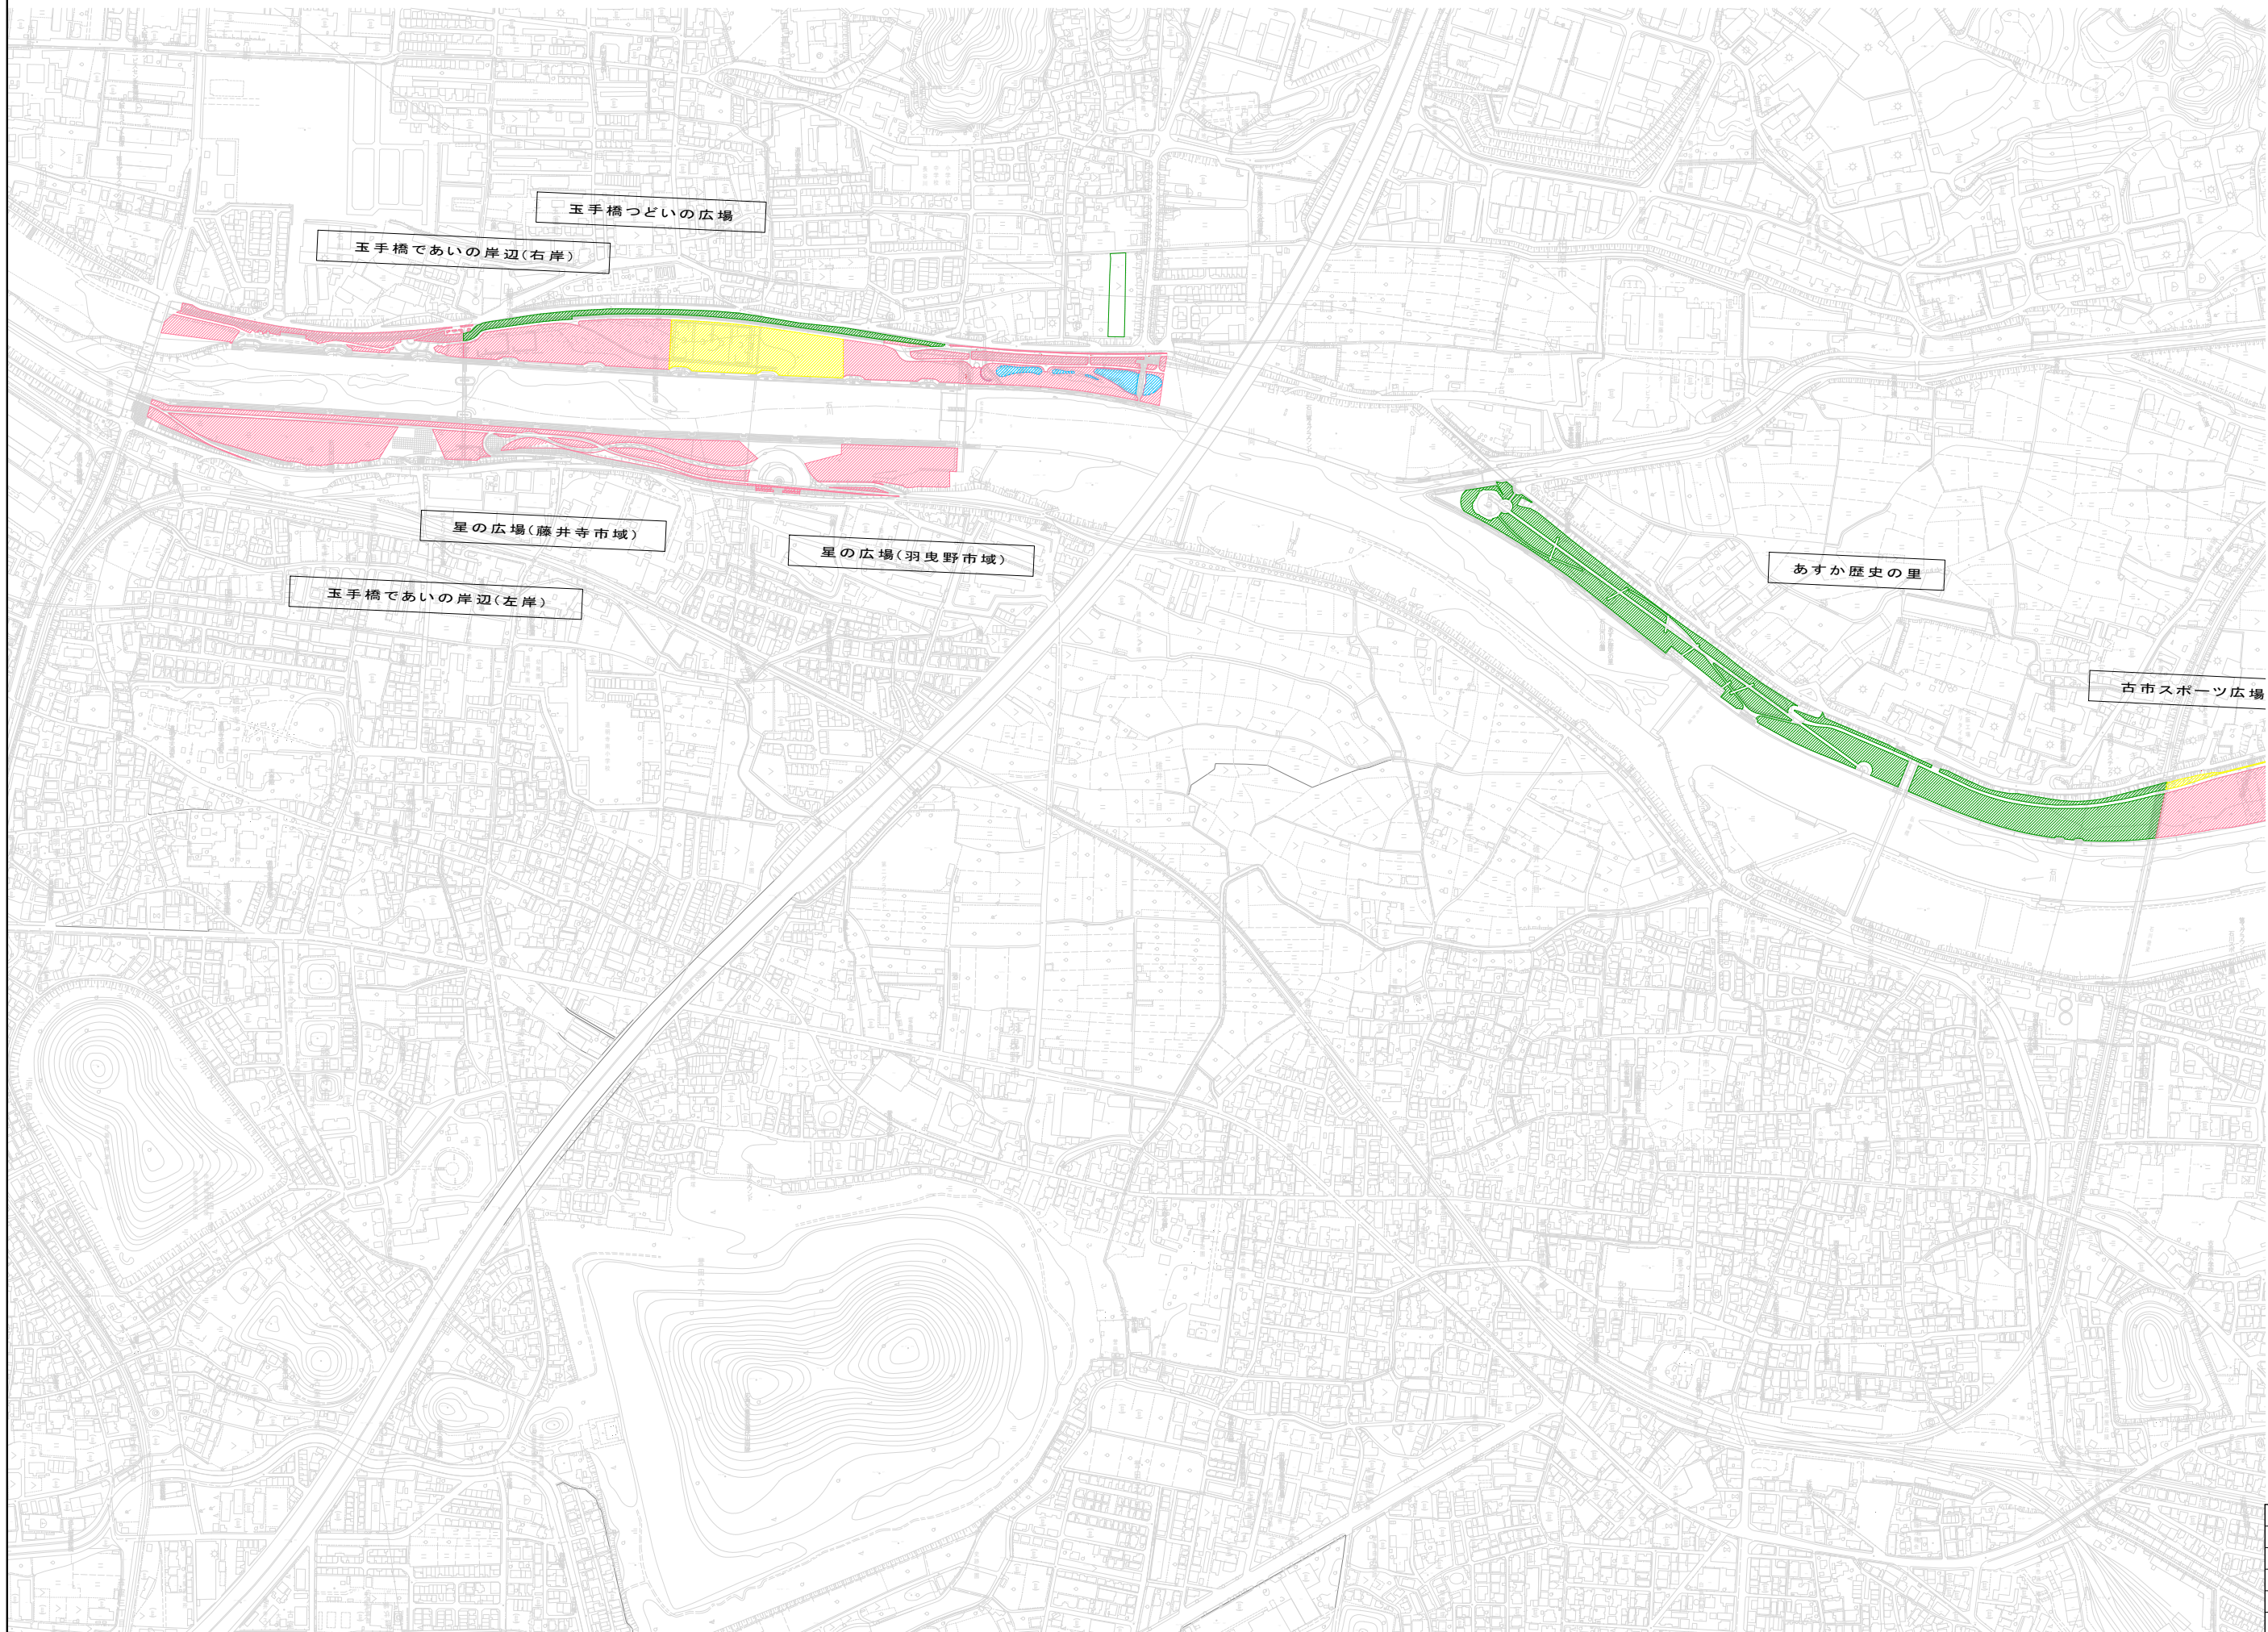 玉手橋つどいの広場
玉手橋であいの岸辺(右岸)
星の広場(藤井寺市域)
星の広場(羽曳野市域)
あすか歴史の里
玉手橋であいの岸辺(左岸)
古市スポーツ広場